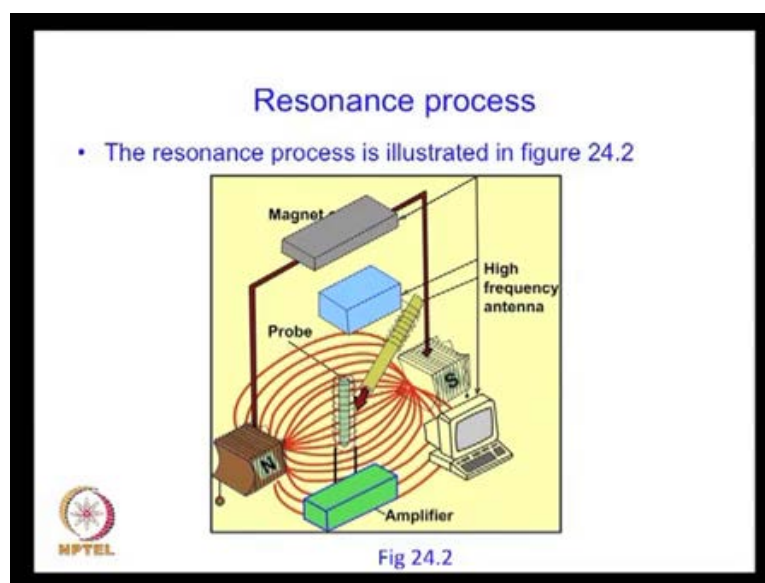 Resonance process
• The resonance process is illustrated in figure 24.2
Magnet
High
frequency
antenna
Probe
S
N
Amplifier
NPTEL
Fig 24.2